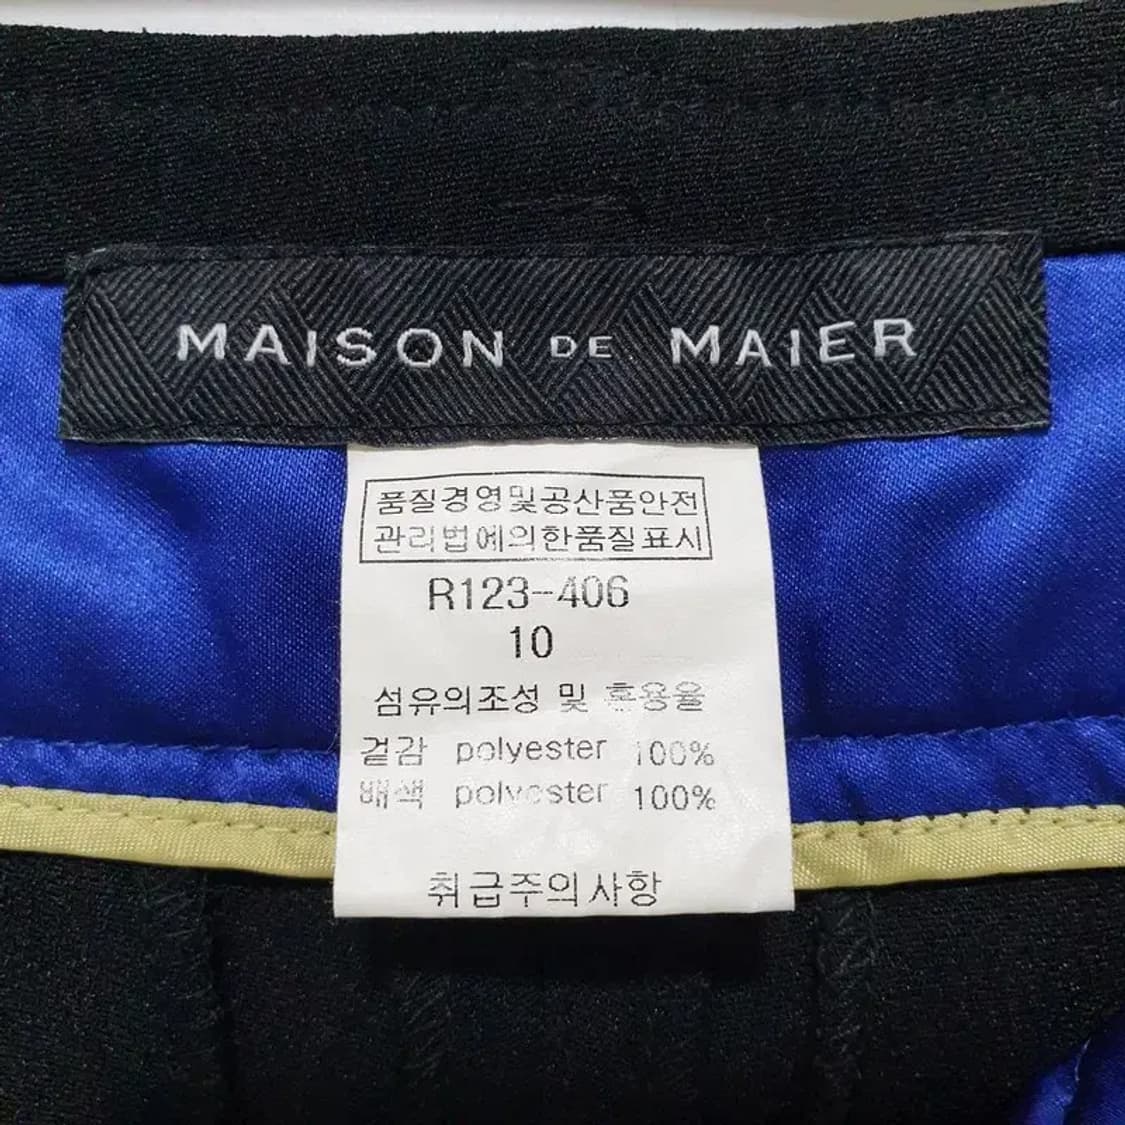 MAISON DE MAIER
품질경영및공산품안전
관리법에의한품질표시
R123-406
10
섬유의조성 및 혼용율
겉감 polyester 100%
배색 polyester 100%
취급주의사항